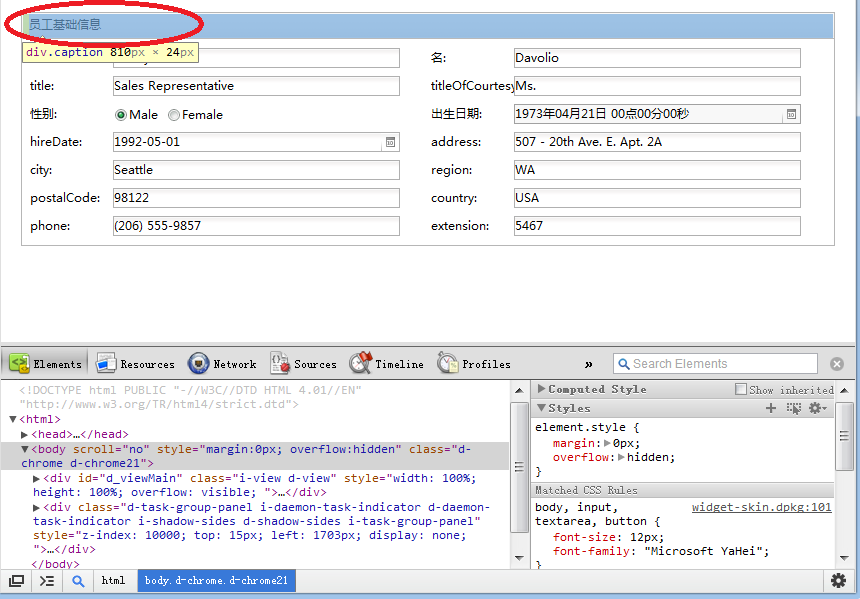 员工基础信息
div.caption 810px × 24px
名: Davolio
title: Sales Representative titleOfCourtesy Ms.
性别: Male Female 出生日期: 1973年04月21日 00点00分00秒
hireDate: 1992-05-01 address: 507 - 20th Ave. E. Apt. 2A
city: Seattle region: WA
postalCode: 98122 country: USA
phone: (206) 555-9857 extension: 5467
Elements Resources Network Sources Timeline Profiles » Search Elements
<!DOCTYPE html PUBLIC "-//W3C//DTD HTML 4.01//EN"
"http://www.w3.org/TR/html4/strict.dtd">
▼<html>
▶<head>…</head>
▼<body scroll="no" style="margin:0px; overflow:hidden" class="d-
chrome d-chrome21">
▶<div id="d_viewMain" class="i-view d-view" style="width: 100%;
height: 100%; overflow: visible; ">…</div>
▶<div class="d-task-group-panel i-daemon-task-indicator d-daemon-
task-indicator i-shadow-sides d-shadow-sides i-task-group-panel"
style="z-index: 10000; top: 15px; left: 1703px; display: none;
">…</div>
</body>
▶Computed Style Show inherited
▼Styles
element.style {
margin:▶0px;
overflow:▶hidden;
}
Matched CSS Rules
body, input, widget-skin.dpkg:101
textarea, button {
font-size: 12px;
font-family: "Microsoft YaHei";
}
html body.d-chrome.d-chrome21